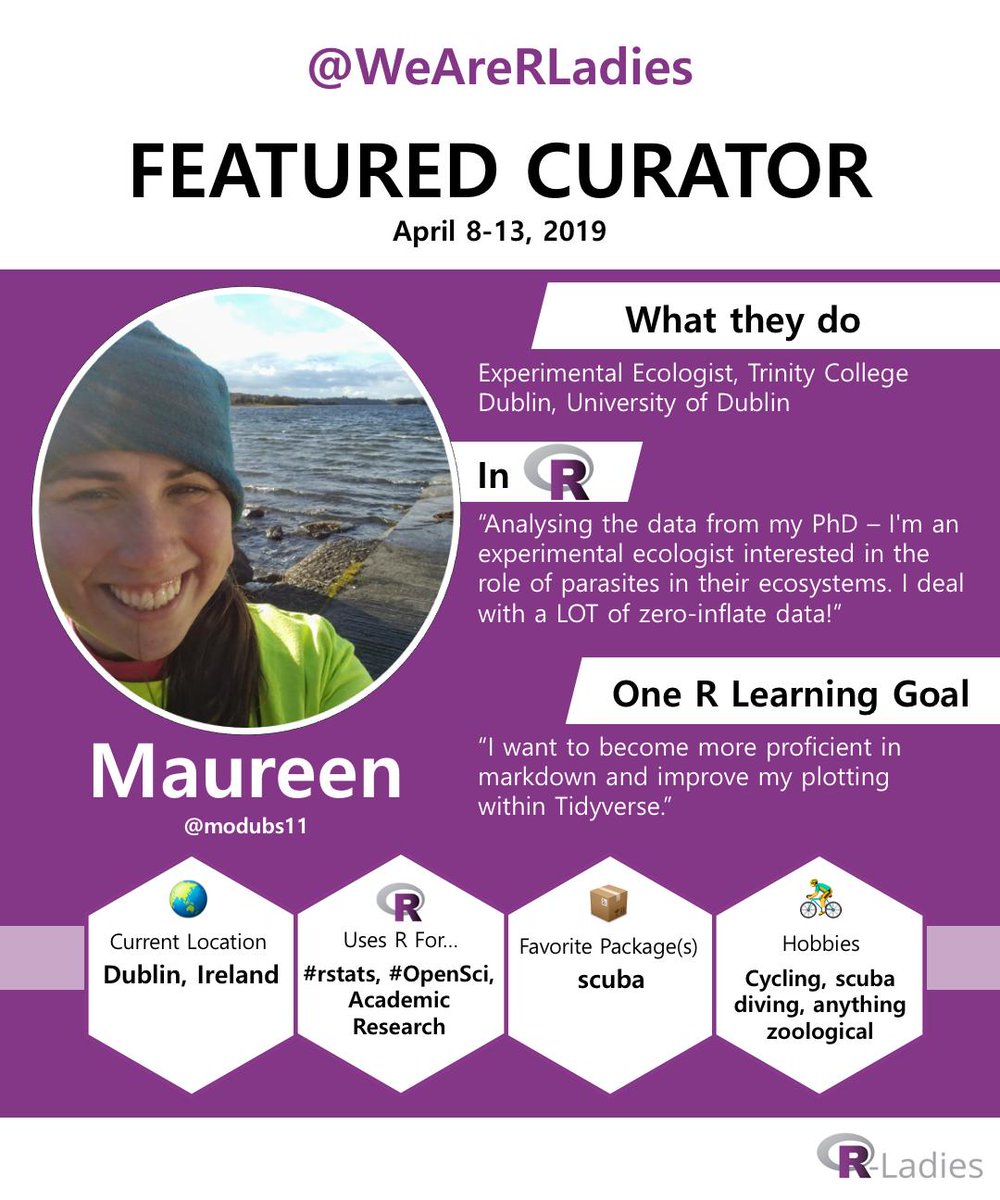 @WeAreRLadies
FEATURED CURATOR
April 8-13, 2019
What they do
Experimental Ecologist, Trinity College
Dublin, University of Dublin
In R
“Analysing the data from my PhD – I'm an
experimental ecologist interested in the
role of parasites in their ecosystems. I deal
with a LOT of zero-inflate data!”
One R Learning Goal
“I want to become more proficient in
markdown and improve my plotting
within Tidyverse.”
Maureen
@modubs11
Current Location
Dublin, Ireland
R
Uses R For...
#rstats, #OpenSci,
Academic
Research
Favorite Package(s)
scuba
Hobbies
Cycling, scuba
diving, anything
zoological
R-Ladies